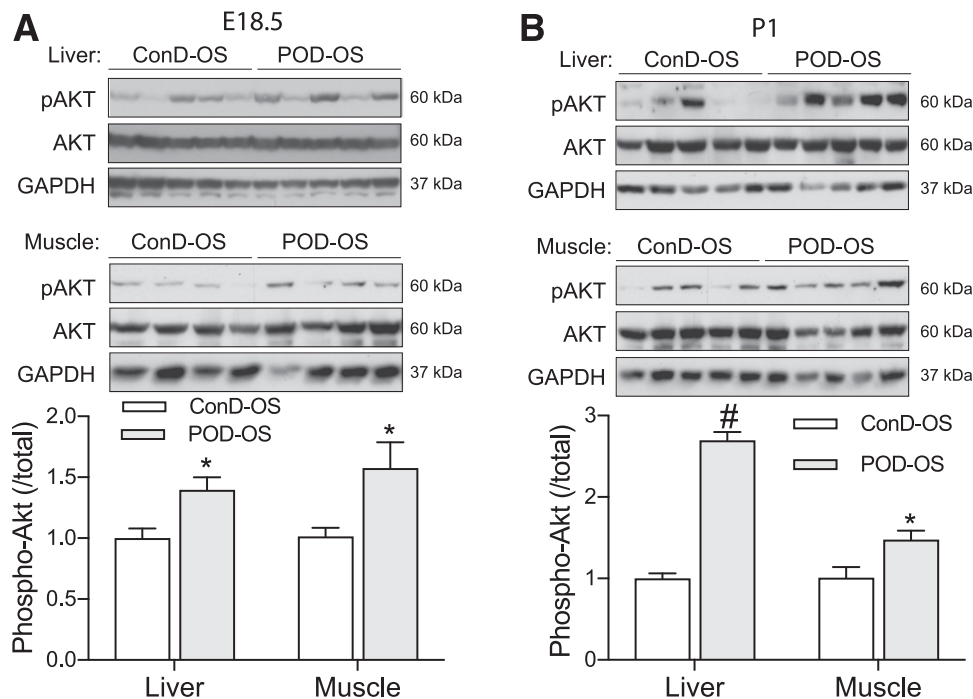 A
E18.5
Liver: ConD-OS POD-OS
pAKT 60 kDa
AKT 60 kDa
GAPDH 37 kDa
Muscle: ConD-OS POD-OS
pAKT 60 kDa
AKT 60 kDa
GAPDH 37 kDa
Phospho-Akt (/total)
2.0
1.5
1.0
0.5
0.0
ConD-OS
POD-OS
*
*
Liver Muscle
B
P1
Liver: ConD-OS POD-OS
pAKT 60 kDa
AKT 60 kDa
GAPDH 37 kDa
Muscle: ConD-OS POD-OS
pAKT 60 kDa
AKT 60 kDa
GAPDH 37 kDa
Phospho-Akt (/total)
3
2
1
0
#
ConD-OS
POD-OS
*
Liver Muscle